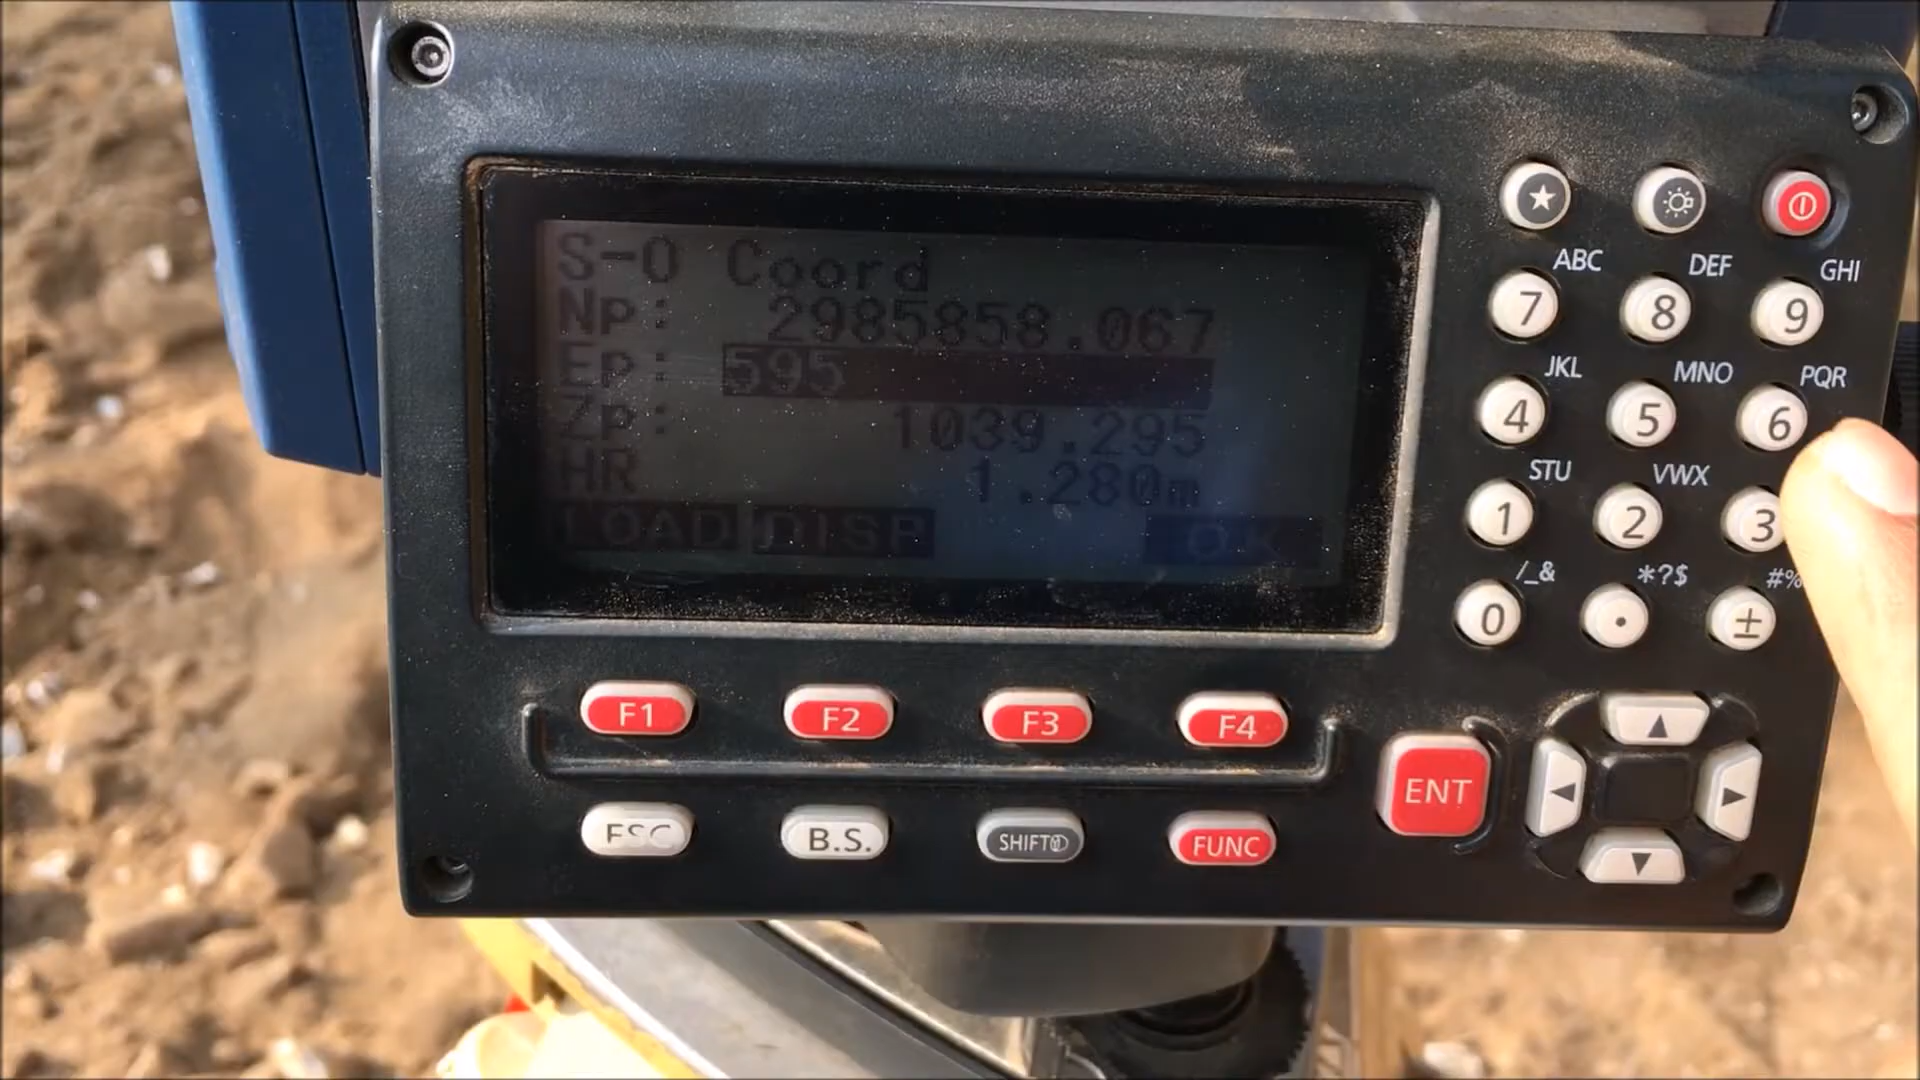 S-O Coord
Np: 2985858.067
Ep: 595
Zp: 1039.295
HR 1.280m
LOAD DISP OK
ABC DEF GHI
7 8 9
JKL MNO PQR
4 5 6
STU VWX
1 2 3
/_& *?$ #%
0 . ±
F1 F2 F3 F4
ESC B.S. SHIFT FUNC
ENT